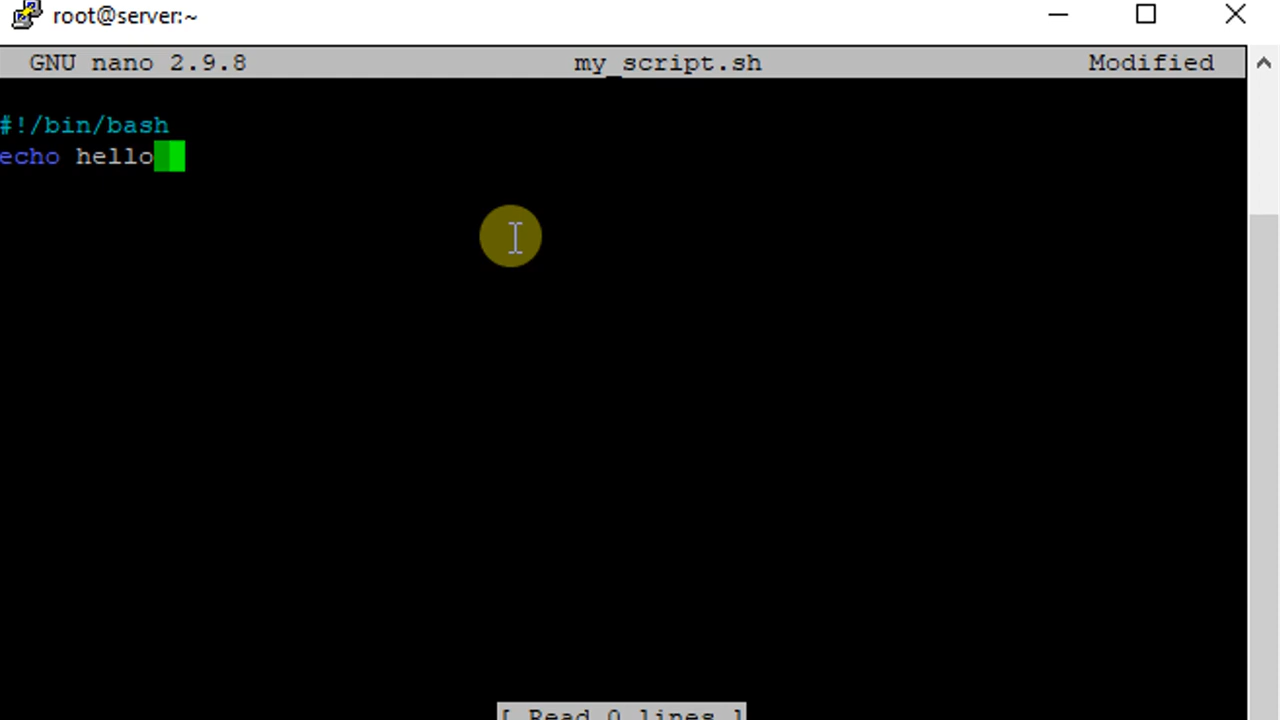 root@server:~
GNU nano 2.9.8 my_script.sh Modified
#!/bin/bash
echo hello
[ Read 0 lines ]